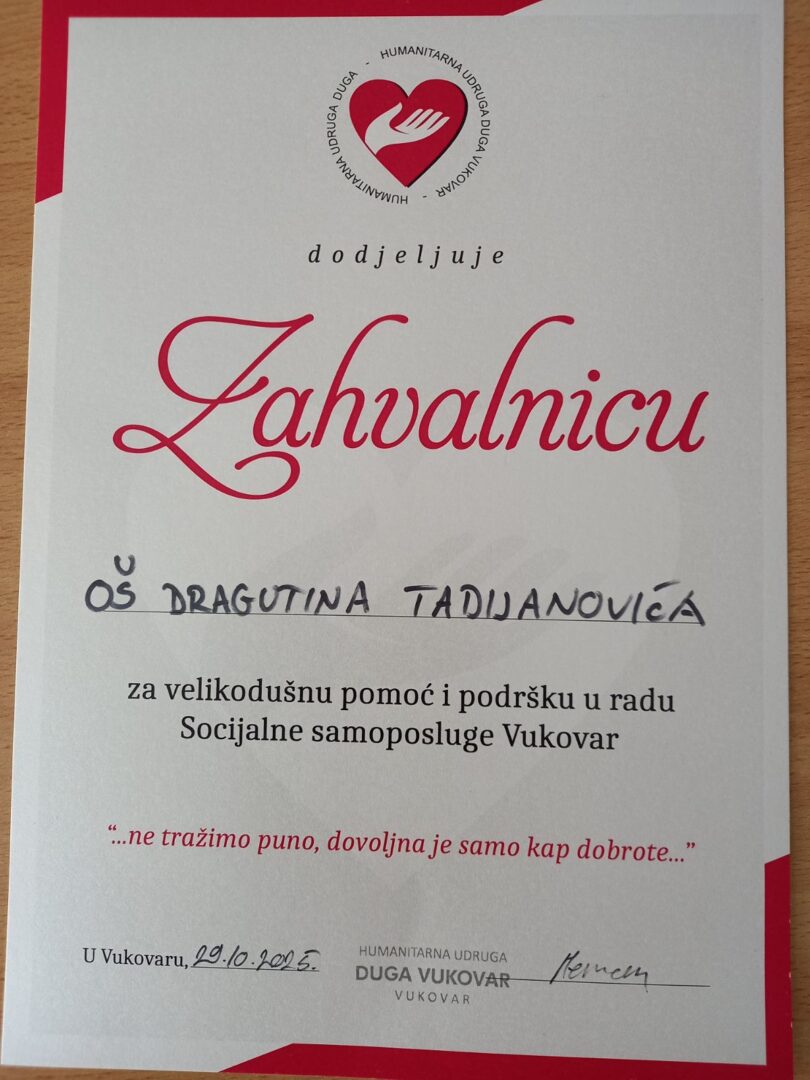 HUMANITARNA UDRUGA DUGA - HUMANITARNA UDRUGA DUGA VUKOVAR -
dodjeljuje
Zahvalnicu
OŠ DRAGUTINA TADIJANOVIĆA
za velikodušnu pomoć i podršku u radu
Socijalne samoposluge Vukovar
“...ne tražimo puno, dovoljna je samo kap dobrote...”
U Vukovaru, 29.10.2025.
HUMANITARNA UDRUGA
DUGA VUKOVAR
VUKOVAR